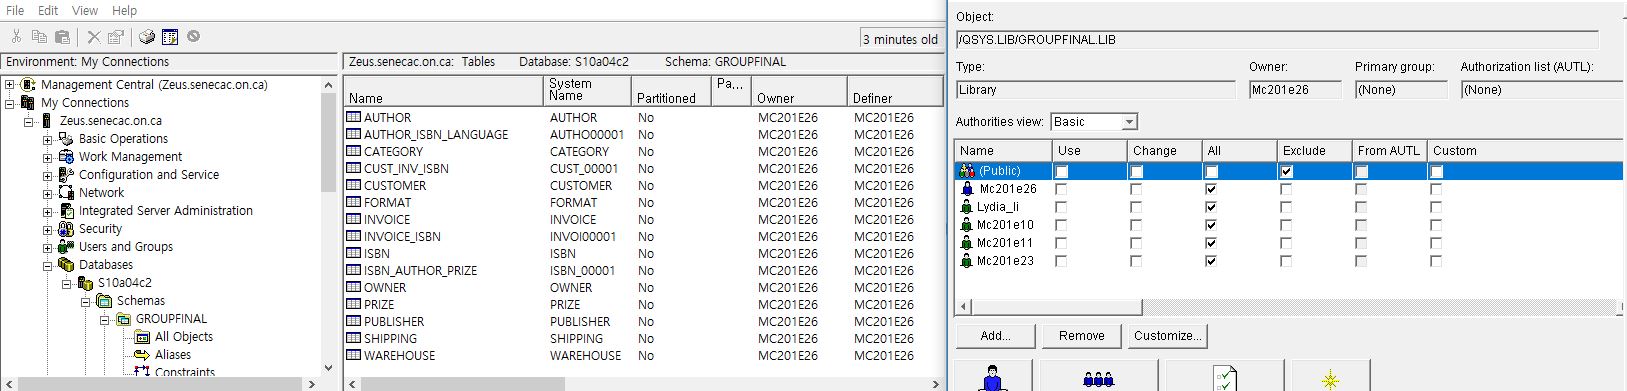 File Edit View Help
3 minutes old
Environment: My Connections
Management Central (Zeus.senecac.on.ca)
My Connections
Zeus.senecac.on.ca
Basic Operations
Work Management
Configuration and Service
Network
Integrated Server Administration
Security
Users and Groups
Databases
S10a04c2
Schemas
GROUPFINAL
All Objects
Aliases
Constraints
Zeus.senecac.on.ca: Tables Database: S10a04c2 Schema: GROUPFINAL
Name System Name Partitioned Pa... Owner Definer
AUTHOR AUTHOR No MC201E26 MC201E26
AUTHOR_ISBN_LANGUAGE AUTHO00001 No MC201E26 MC201E26
CATEGORY CATEGORY No MC201E26 MC201E26
CUST_INV_ISBN CUST_00001 No MC201E26 MC201E26
CUSTOMER CUSTOMER No MC201E26 MC201E26
FORMAT FORMAT No MC201E26 MC201E26
INVOICE INVOICE No MC201E26 MC201E26
INVOICE_ISBN INVOI00001 No MC201E26 MC201E26
ISBN ISBN No MC201E26 MC201E26
ISBN_AUTHOR_PRIZE ISBN_00001 No MC201E26 MC201E26
OWNER OWNER No MC201E26 MC201E26
PRIZE PRIZE No MC201E26 MC201E26
PUBLISHER PUBLISHER No MC201E26 MC201E26
SHIPPING SHIPPING No MC201E26 MC201E26
WAREHOUSE WAREHOUSE No MC201E26 MC201E26
Object:
/QSYS.LIB/GROUPFINAL.LIB
Type: Owner: Primary group: Authorization list (AUTL):
Library Mc201e26 (None) (None)
Authorities view: Basic
Name Use Change All Exclude From AUTL Custom
(Public)
Mc201e26
Lydia_li
Mc201e10
Mc201e11
Mc201e23
Add... Remove Customize...